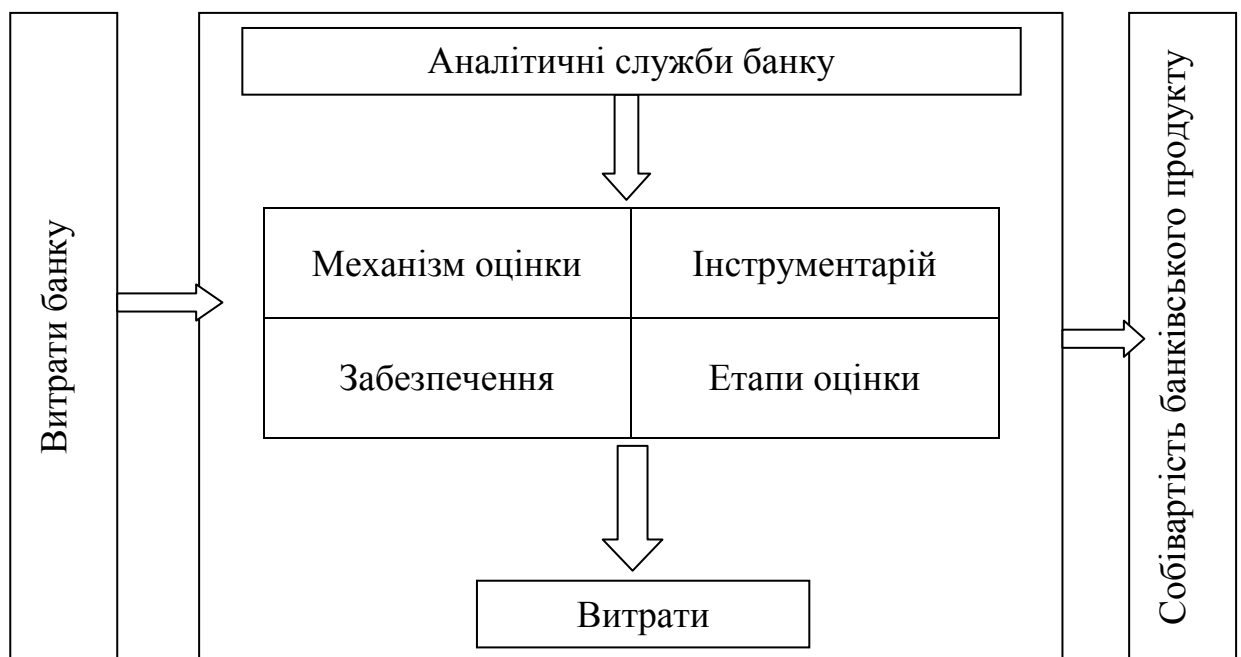 Витрати банку
Аналітичні служби банку
Механізм оцінки
Інструментарій
Забезпечення
Етапи оцінки
Витрати
Собівартість банківського продукту